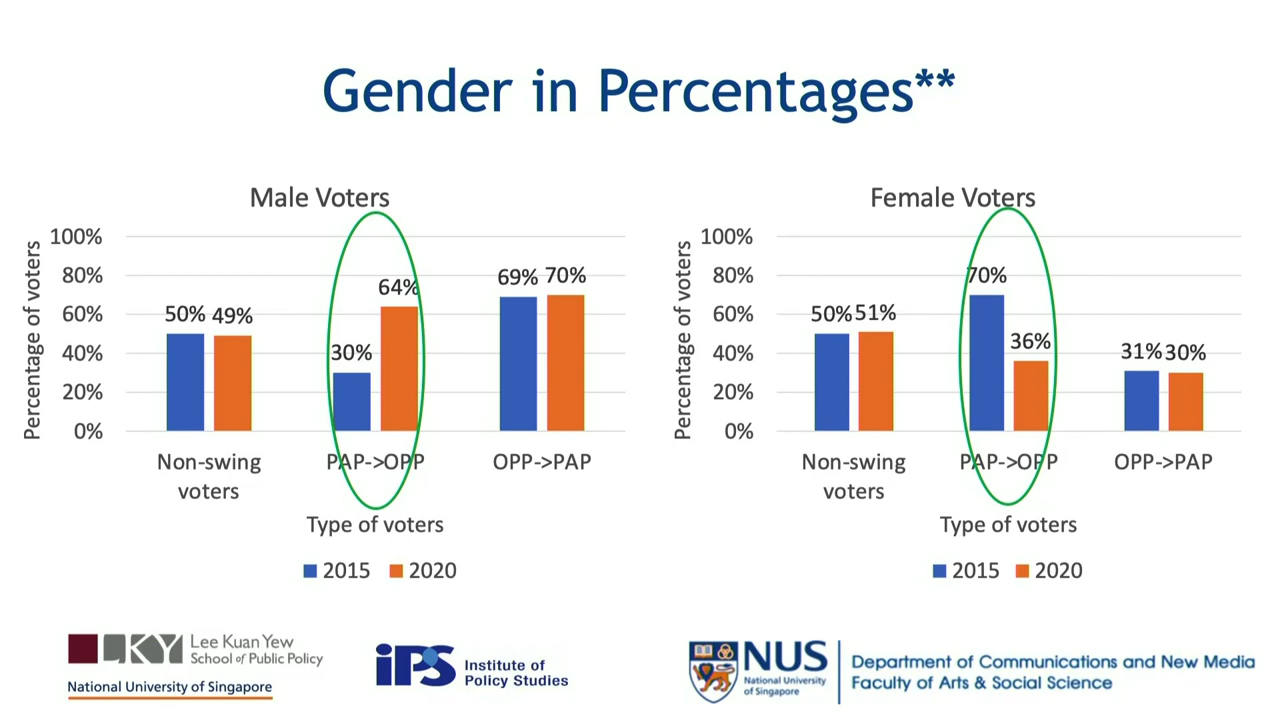 Gender in Percentages**
Male Voters
Percentage of voters
100%
80%
60%
40%
20%
0%
50% 49%
30%
64%
69% 70%
Non-swing voters
PAP->OPP
OPP->PAP
Type of voters
2015 2020
Female Voters
Percentage of voters
100%
80%
60%
40%
20%
0%
50% 51%
70%
36%
31% 30%
Non-swing voters
PAP->OPP
OPP->PAP
Type of voters
2015 2020
LKY
Lee Kuan Yew
School of Public Policy
National University of Singapore
iPS
Institute of
Policy Studies
NUS
National University
of Singapore
Department of Communications and New Media
Faculty of Arts & Social Science